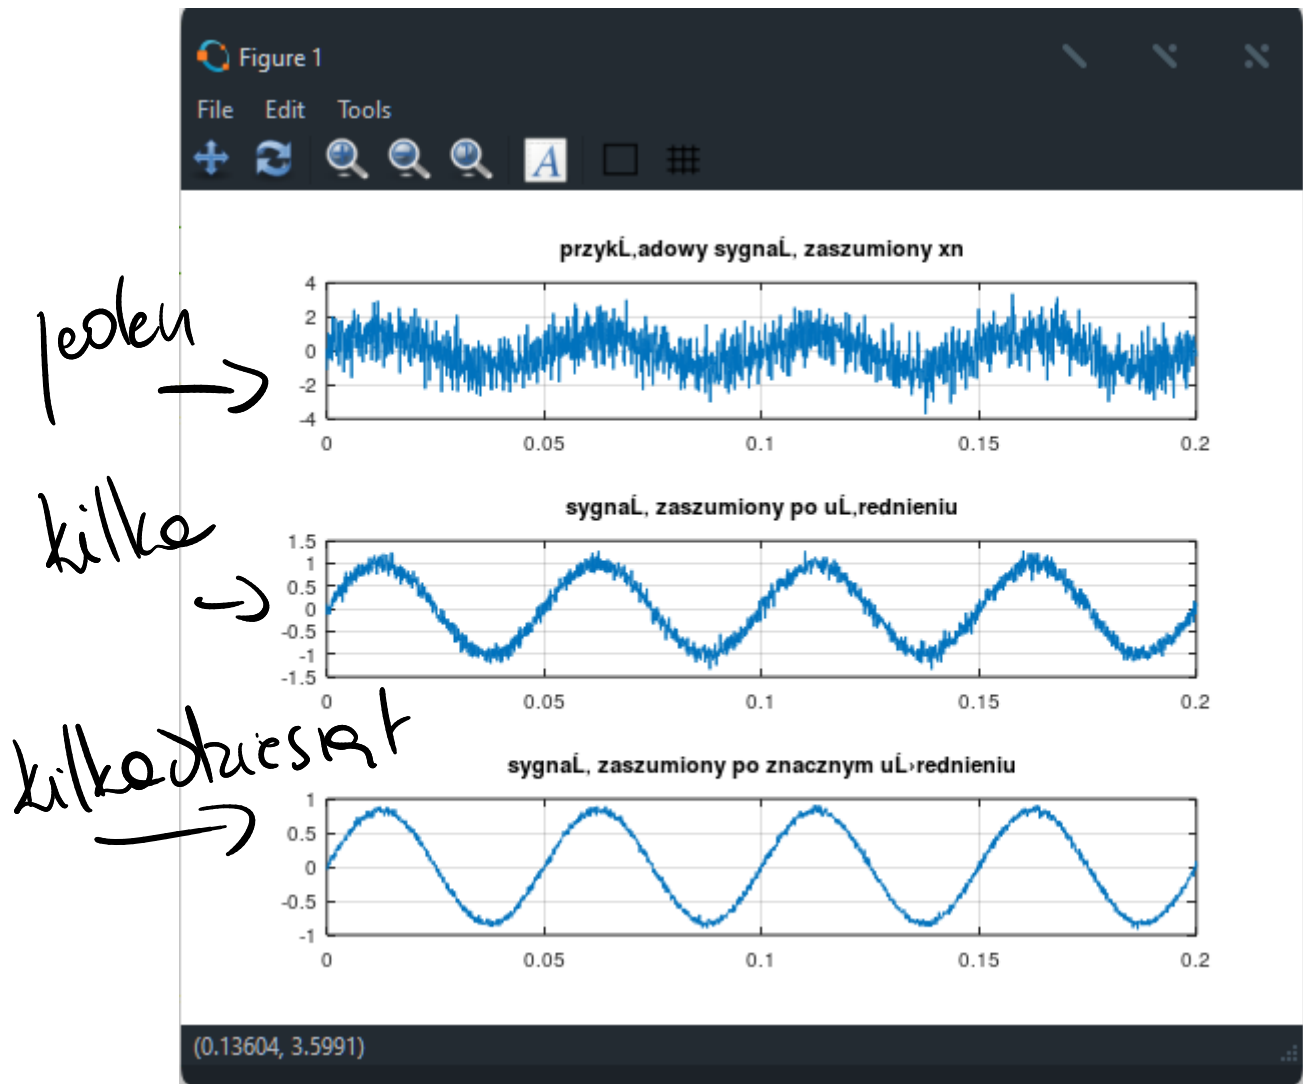 Figure 1
File Edit Tools
A
przykĹ‚adowy sygnaĹ‚ zaszumiony xn
jeden
4
2
0
-2
-4
0 0.05 0.1 0.15 0.2
sygnaĹ‚ zaszumiony po uĹ‚rednieniu
kilka
1.5
1
0.5
0
-0.5
-1
-1.5
0 0.05 0.1 0.15 0.2
kilkadziesiąt
sygnaĹ‚ zaszumiony po znacznym uĹ›rednieniu
1
0.5
0
-0.5
-1
0 0.05 0.1 0.15 0.2
(0.13604, 3.5991)